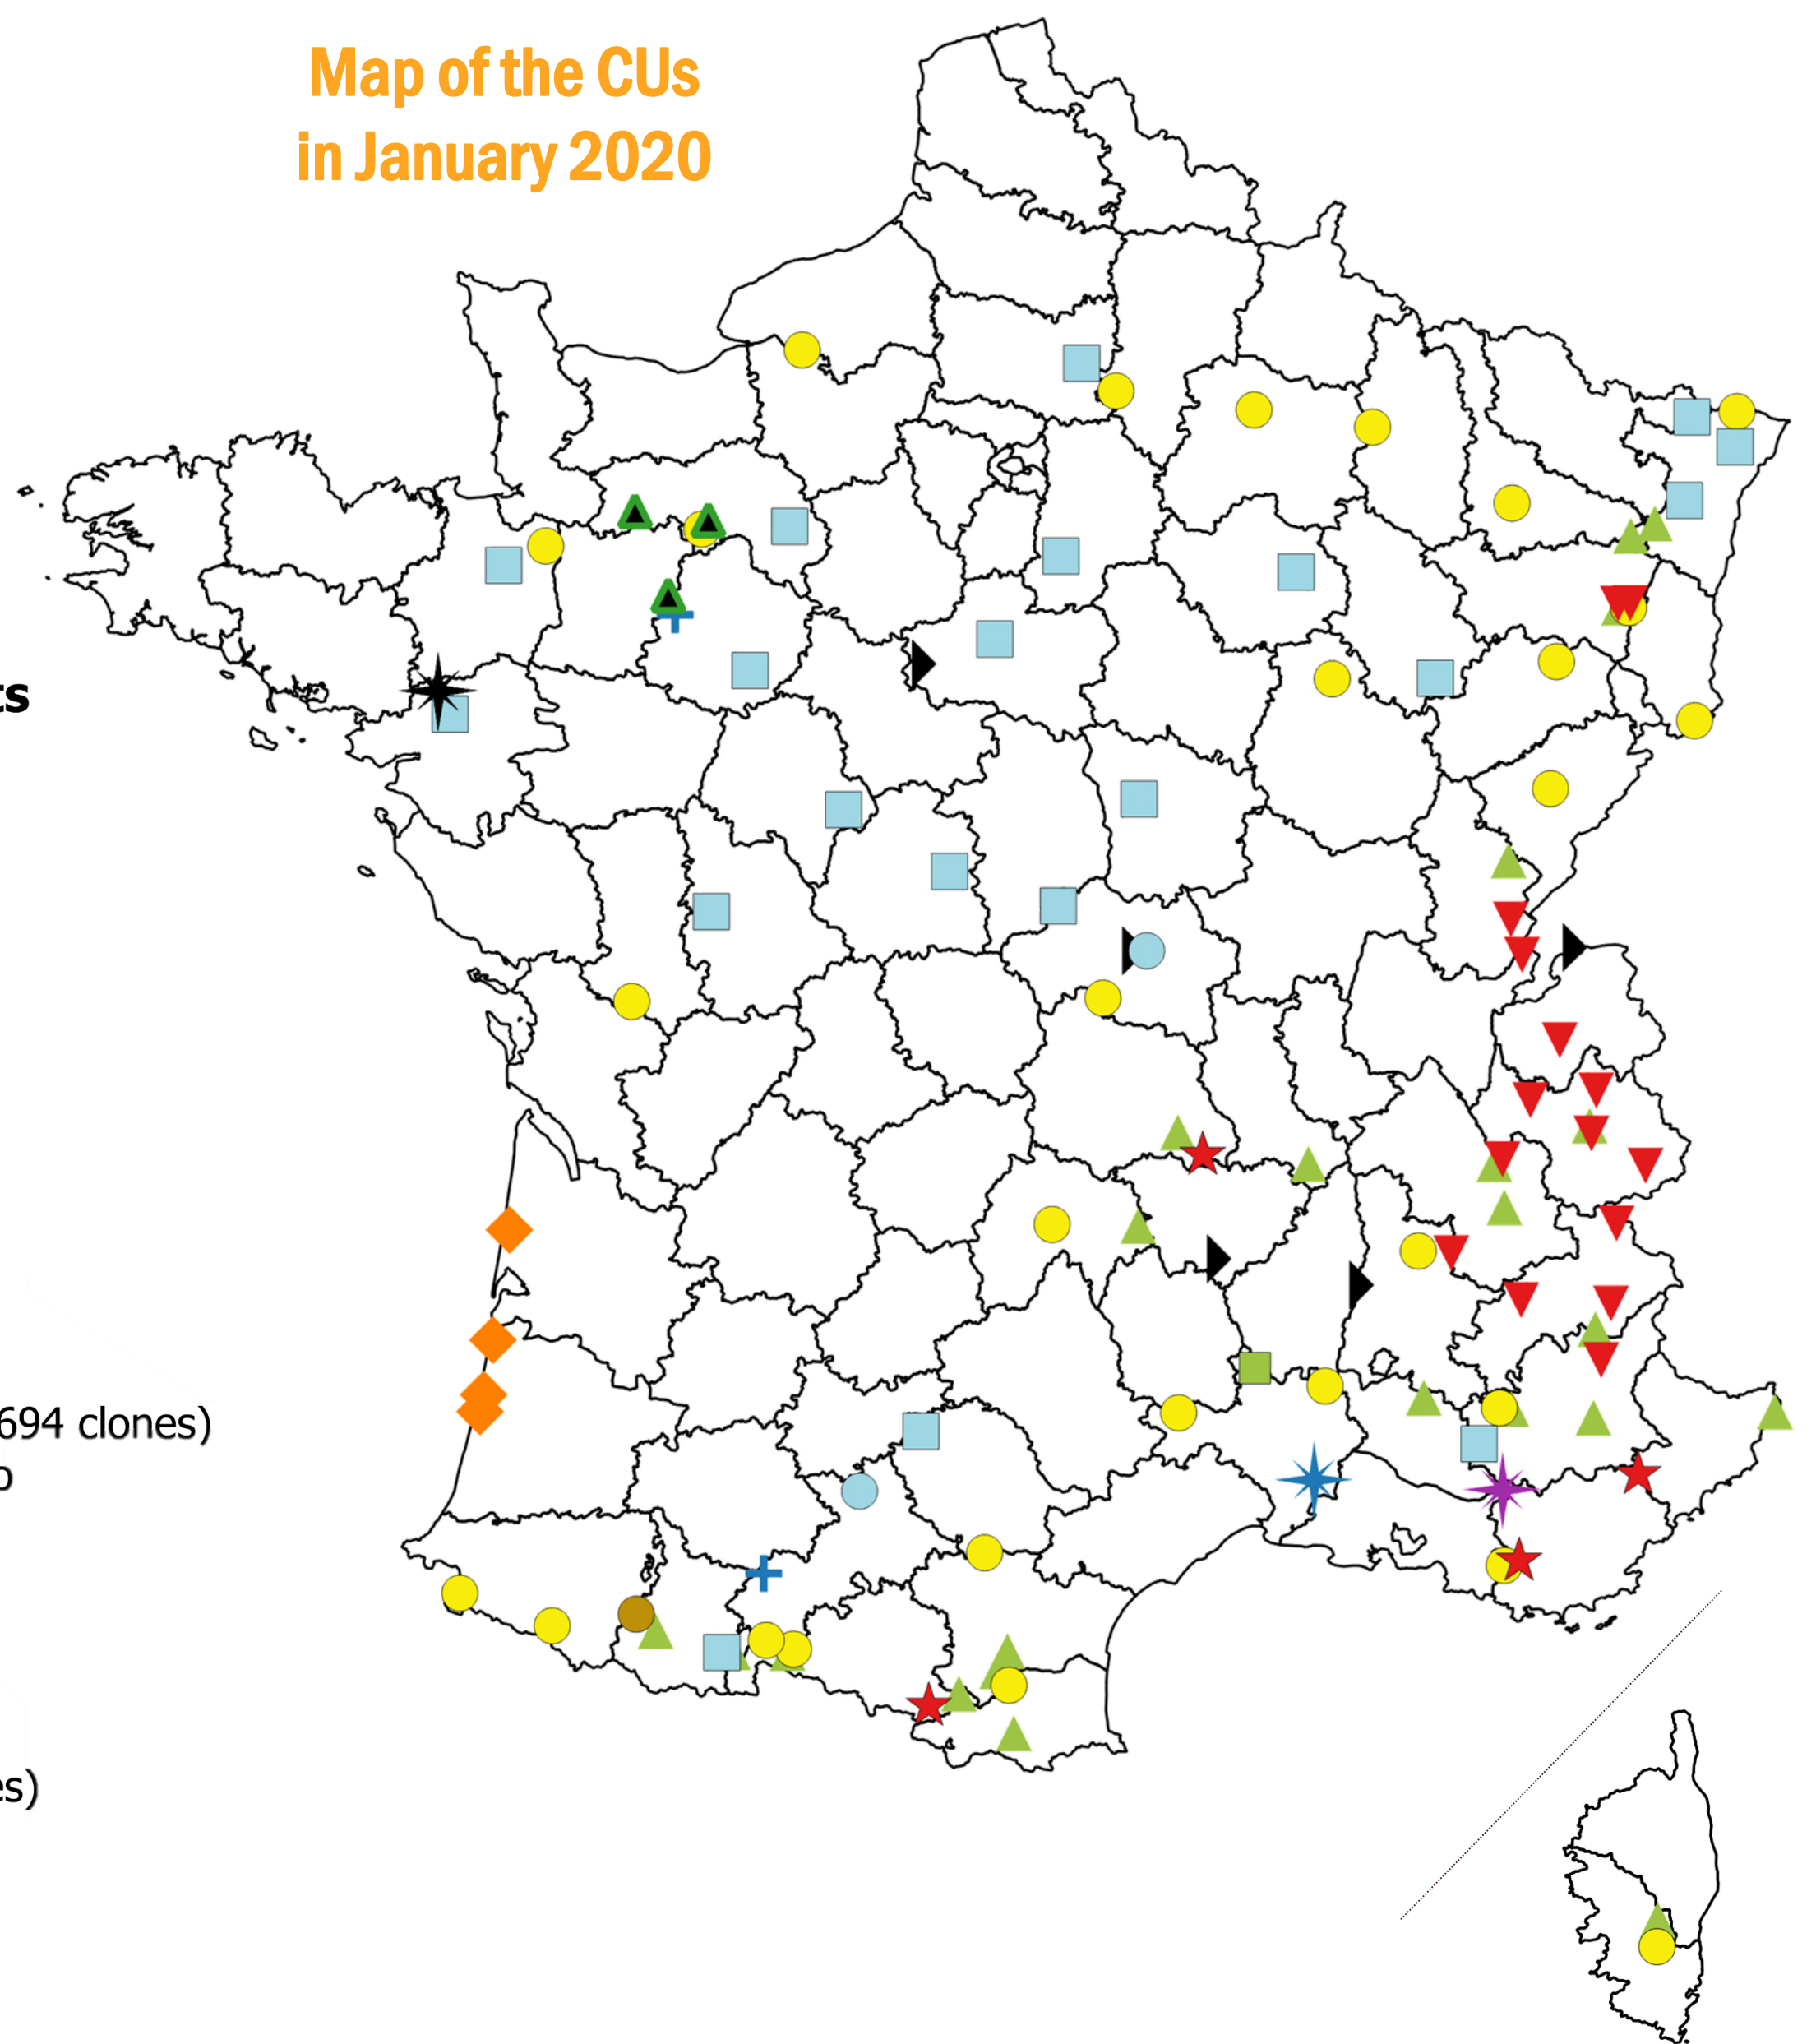 Map of the CUs
in January 2020
ts
694 clones)
o
es)